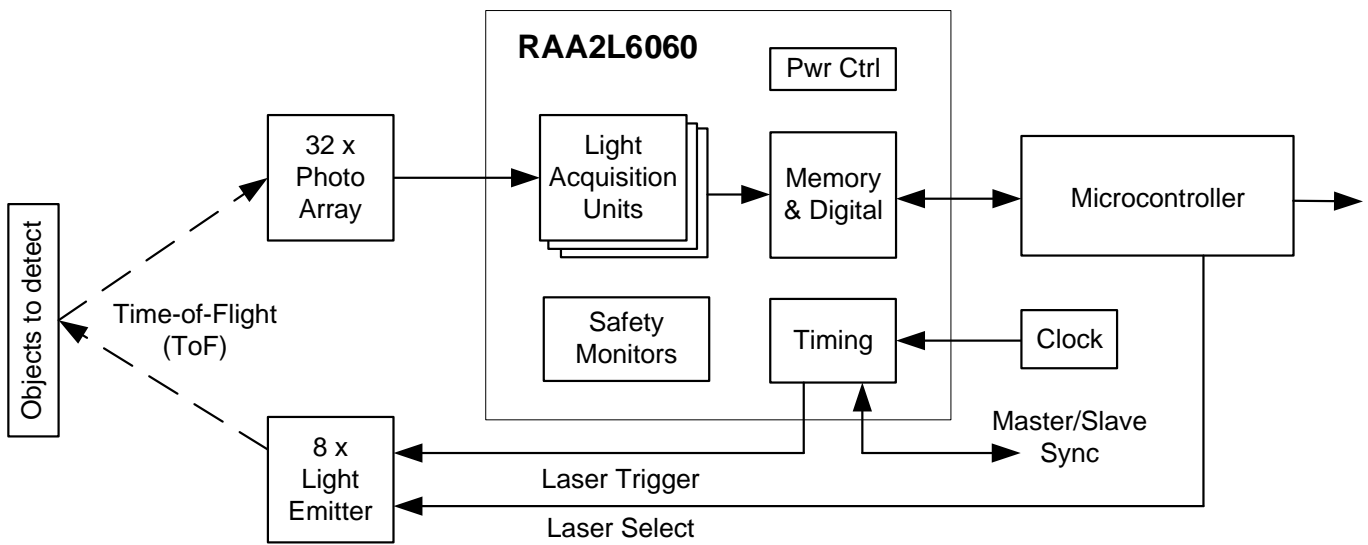 RAA2L6060
Pwr Ctrl
32 x
Photo
Array
Light
Acquisition
Units
Memory
& Digital
Microcontroller
Objects to detect
Time-of-Flight
(ToF)
Safety
Monitors
Timing
Clock
Master/Slave
Sync
8 x
Light
Emitter
Laser Trigger
Laser Select